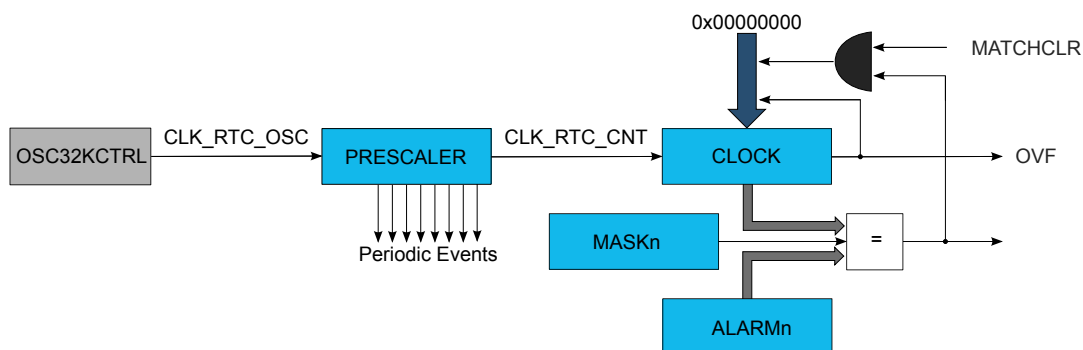 0x00000000
MATCHCLR
CLK_RTC_OSC
CLK_RTC_CNT
OSC32KCTRL
PRESCALER
CLOCK
OVF
Periodic Events
MASKn
=
ALARMn